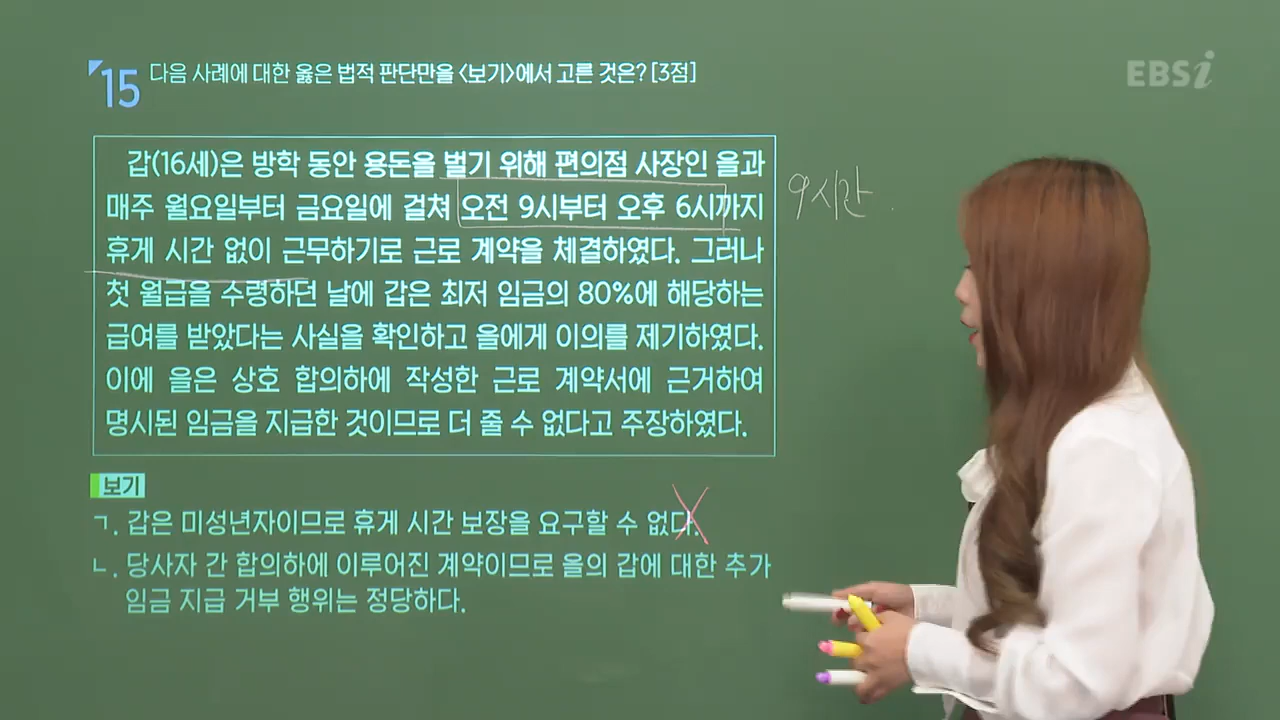 15 다음 사례에 대한 옳은 법적 판단만을 <보기>에서 고른 것은? [3점]
EBSi
갑(16세)은 방학 동안 용돈을 벌기 위해 편의점 사장인 을과
매주 월요일부터 금요일에 걸쳐 오전 9시부터 오후 6시까지
9시간
휴게 시간 없이 근무하기로 근로 계약을 체결하였다. 그러나
첫 월급을 수령하던 날에 갑은 최저 임금의 80%에 해당하는
급여를 받았다는 사실을 확인하고 을에게 이의를 제기하였다.
이에 을은 상호 합의하에 작성한 근로 계약서에 근거하여
명시된 임금을 지급한 것이므로 더 줄 수 없다고 주장하였다.
보기
ㄱ. 갑은 미성년자이므로 휴게 시간 보장을 요구할 수 없다.
ㄴ. 당사자 간 합의하에 이루어진 계약이므로 을의 갑에 대한 추가
임금 지급 거부 행위는 정당하다.